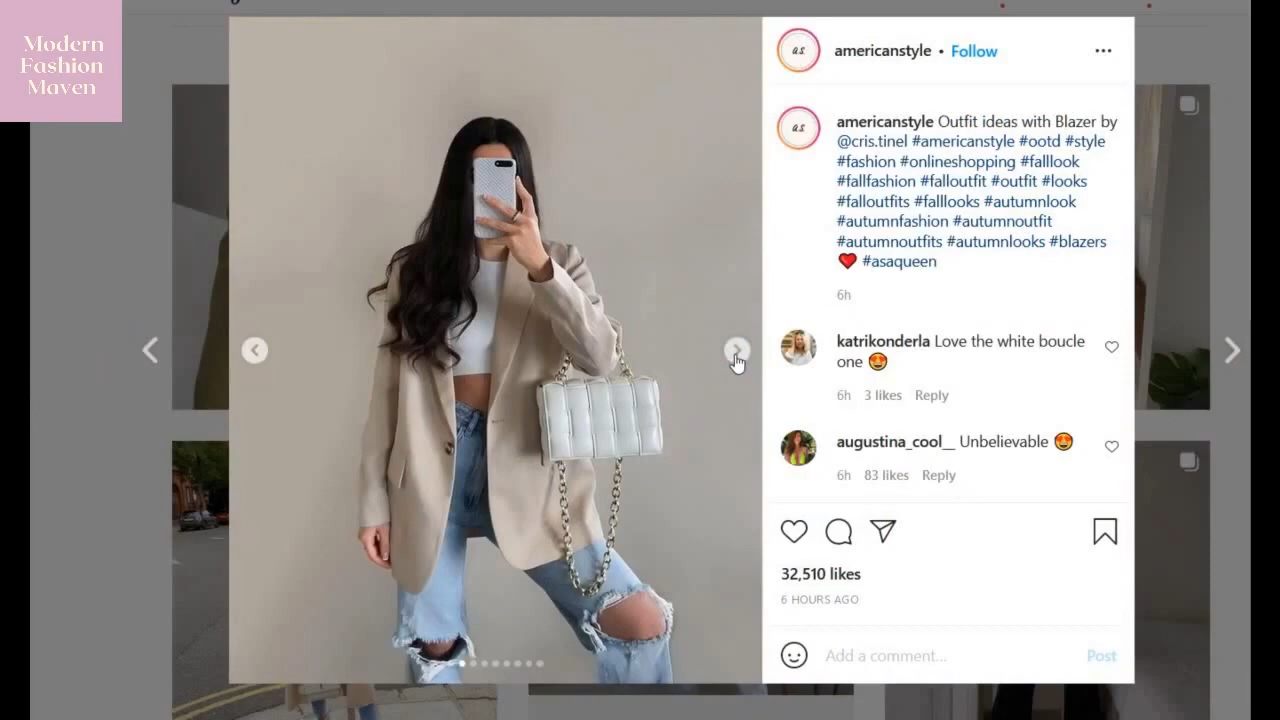 Modern
Fashion
Maven
americanstyle • Follow
as
as
americanstyle Outfit ideas with Blazer by
@cris.tinel #americanstyle #ootd #style
#fashion #onlineshopping #falllook
#fallfashion #falloutfit #outfit #looks
#falloutfits #falllooks #autumnlook
#autumnfashion #autumnoutfit
#autumnoutfits #autumnlooks #blazers
❤️ #asaqueen
6h
katrikonderla Love the white boucle
one 😍
6h 3 likes Reply
augustina_cool__ Unbelievable 😍
6h 83 likes Reply
32,510 likes
6 HOURS AGO
Add a comment... Post